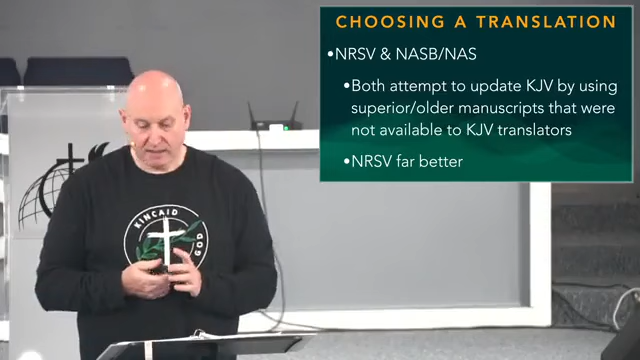 CHOOSING A TRANSLATION
•NRSV & NASB/NAS
•Both attempt to update KJV by using
superior/older manuscripts that were
not available to KJV translators
•NRSV far better
KINCAID
GOD